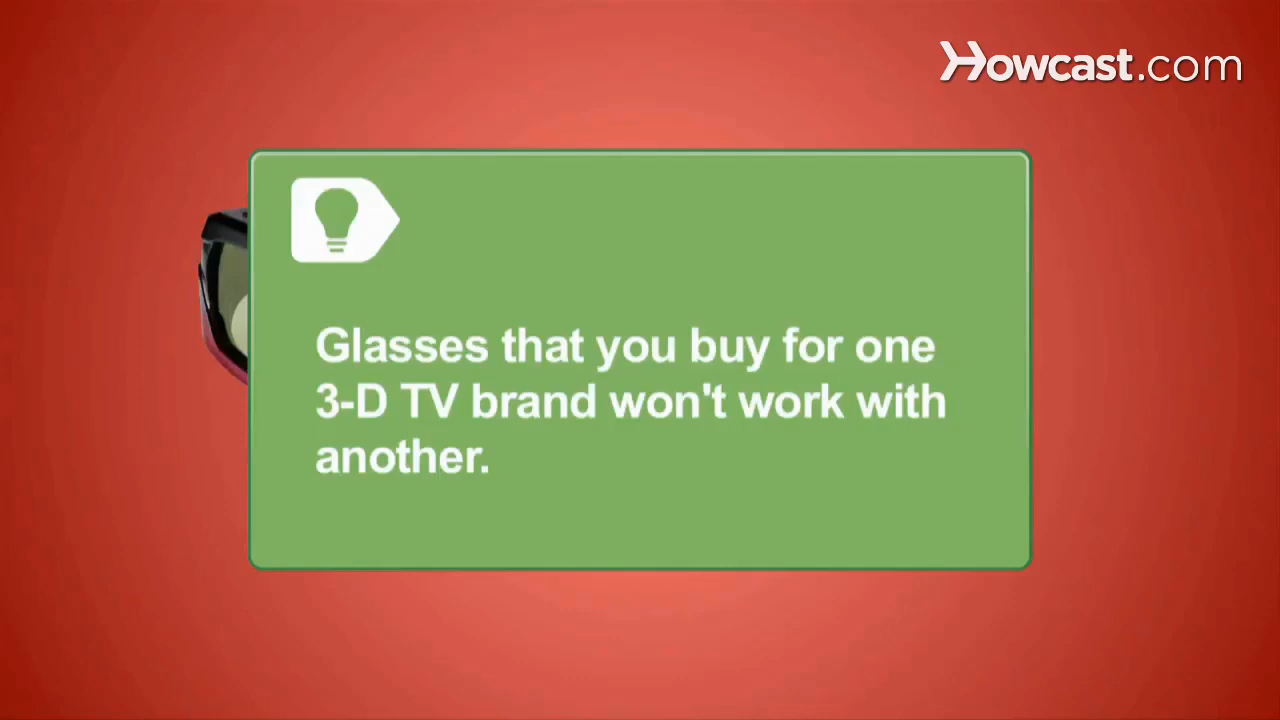 Howcast.com
Glasses that you buy for one
3-D TV brand won't work with
another.